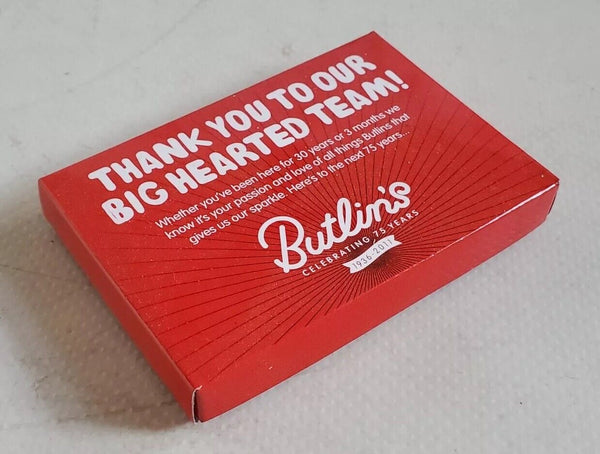 THANK YOU TO OUR
BIG HEARTED TEAM!
Whether you've been here for 30 years or 3 months we
know it's your passion and love of all things Butlins that
gives us our sparkle. Here's to the next 75 years...
Butlin's
CELEBRATING 75 YEARS
1936-2011